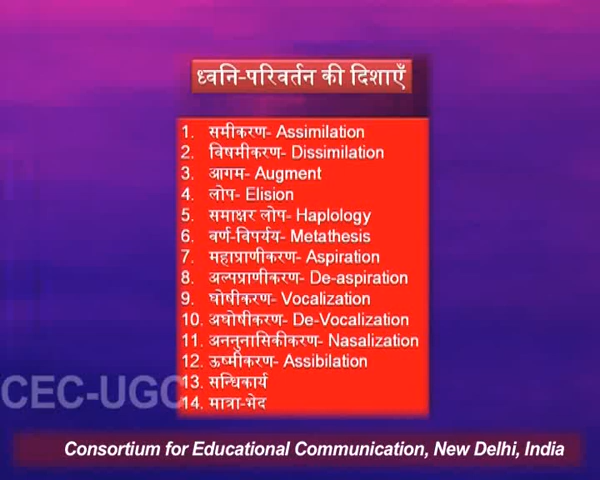 ध्वनि-परिवर्तन की दिशाएँ
1. समीकरण- Assimilation
2. विषमीकरण- Dissimilation
3. आगम- Augment
4. लोप- Elision
5. समाक्षर लोप- Haplology
6. वर्ण-विपर्यय- Metathesis
7. महाप्राणीकरण- Aspiration
8. अल्पप्राणीकरण- De-aspiration
9. घोषीकरण- Vocalization
10. अघोषीकरण- De-Vocalization
11. अननुनासिकीकरण- Nasalization
12. ऊष्मीकरण- Assibilation
13. सन्धिकार्य
14. मात्रा-भेद
CEC-UGC
Consortium for Educational Communication, New Delhi, India